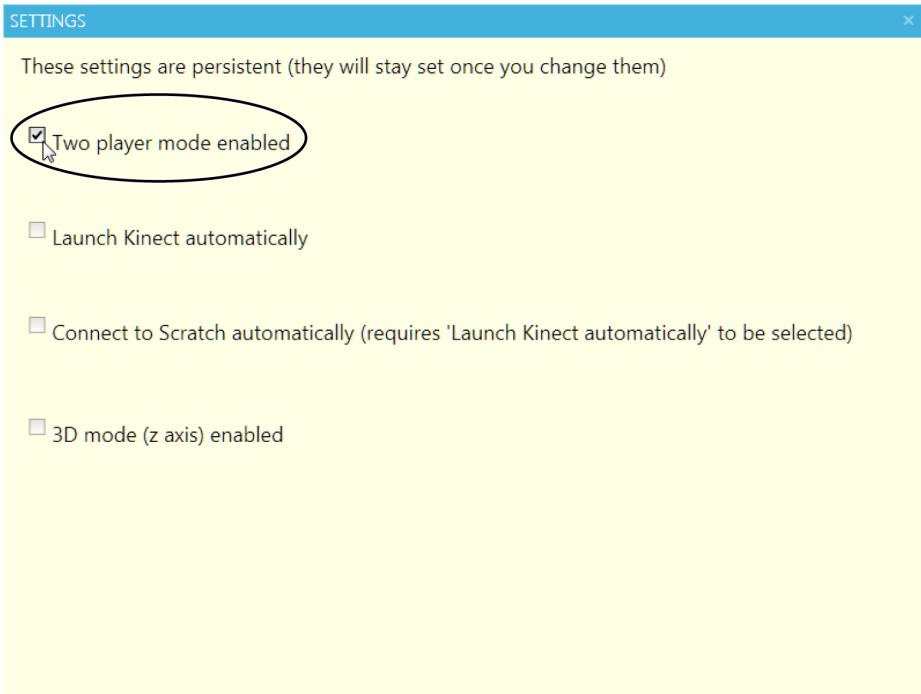 SETTINGS
These settings are persistent (they will stay set once you change them)
Two player mode enabled
Launch Kinect automatically
Connect to Scratch automatically (requires 'Launch Kinect automatically' to be selected)
3D mode (z axis) enabled